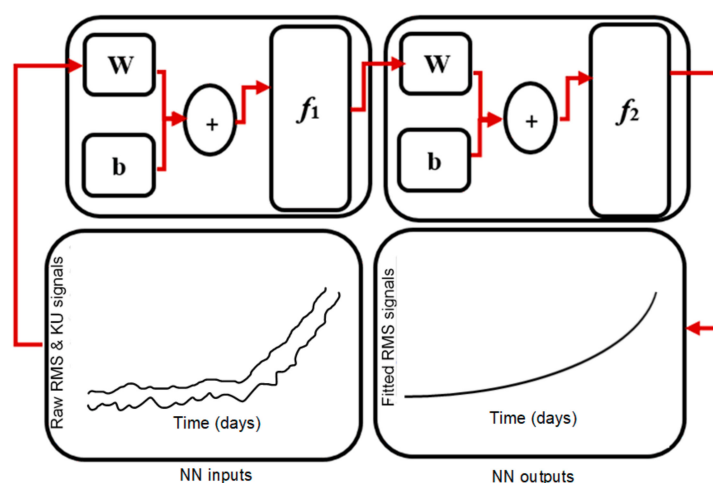 W
b
+
f1
W
b
+
f2
Raw RMS & KU signals
Time (days)
NN inputs
Fitted RMS signals
Time (days)
NN outputs